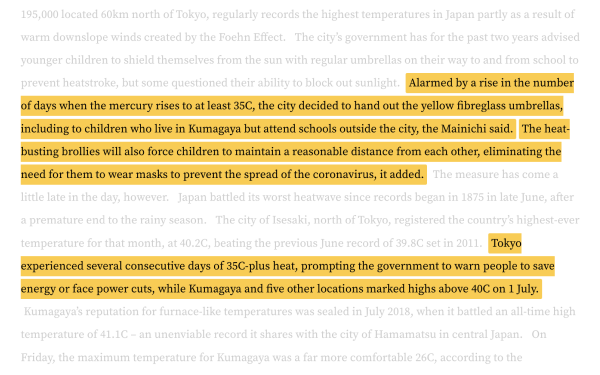 195,000 located 60km north of Tokyo, regularly records the highest temperatures in Japan partly as a result of
warm downslope winds created by the Foehn Effect. The city's government has for the past two years advised
younger children to shield themselves from the sun with regular umbrellas on their way to and from school to
prevent heatstroke, but some questioned their ability to block out sunlight. Alarmed by a rise in the number
of days when the mercury rises to at least 35C, the city decided to hand out the yellow fibreglass umbrellas,
including to children who live in Kumagaya but attend schools outside the city, the Mainichi said. The heat-
busting brollies will also force children to maintain a reasonable distance from each other, eliminating the
need for them to wear masks to prevent the spread of the coronavirus, it added. The measure has come a
little late in the day, however. Japan battled its worst heatwave since records began in 1875 in late June, after
a premature end to the rainy season. The city of Isesaki, north of Tokyo, registered the country's highest-ever
temperature for that month, at 40.2C, beating the previous June record of 39.8C set in 2011. Tokyo
experienced several consecutive days of 35C-plus heat, prompting the government to warn people to save
energy or face power cuts, while Kumagaya and five other locations marked highs above 40C on 1 July.
Kumagaya's reputation for furnace-like temperatures was sealed in July 2018, when it battled an all-time high
temperature of 41.1C – an unenviable record it shares with the city of Hamamatsu in central Japan. On
Friday, the maximum temperature for Kumagaya was a far more comfortable 26C, according to the